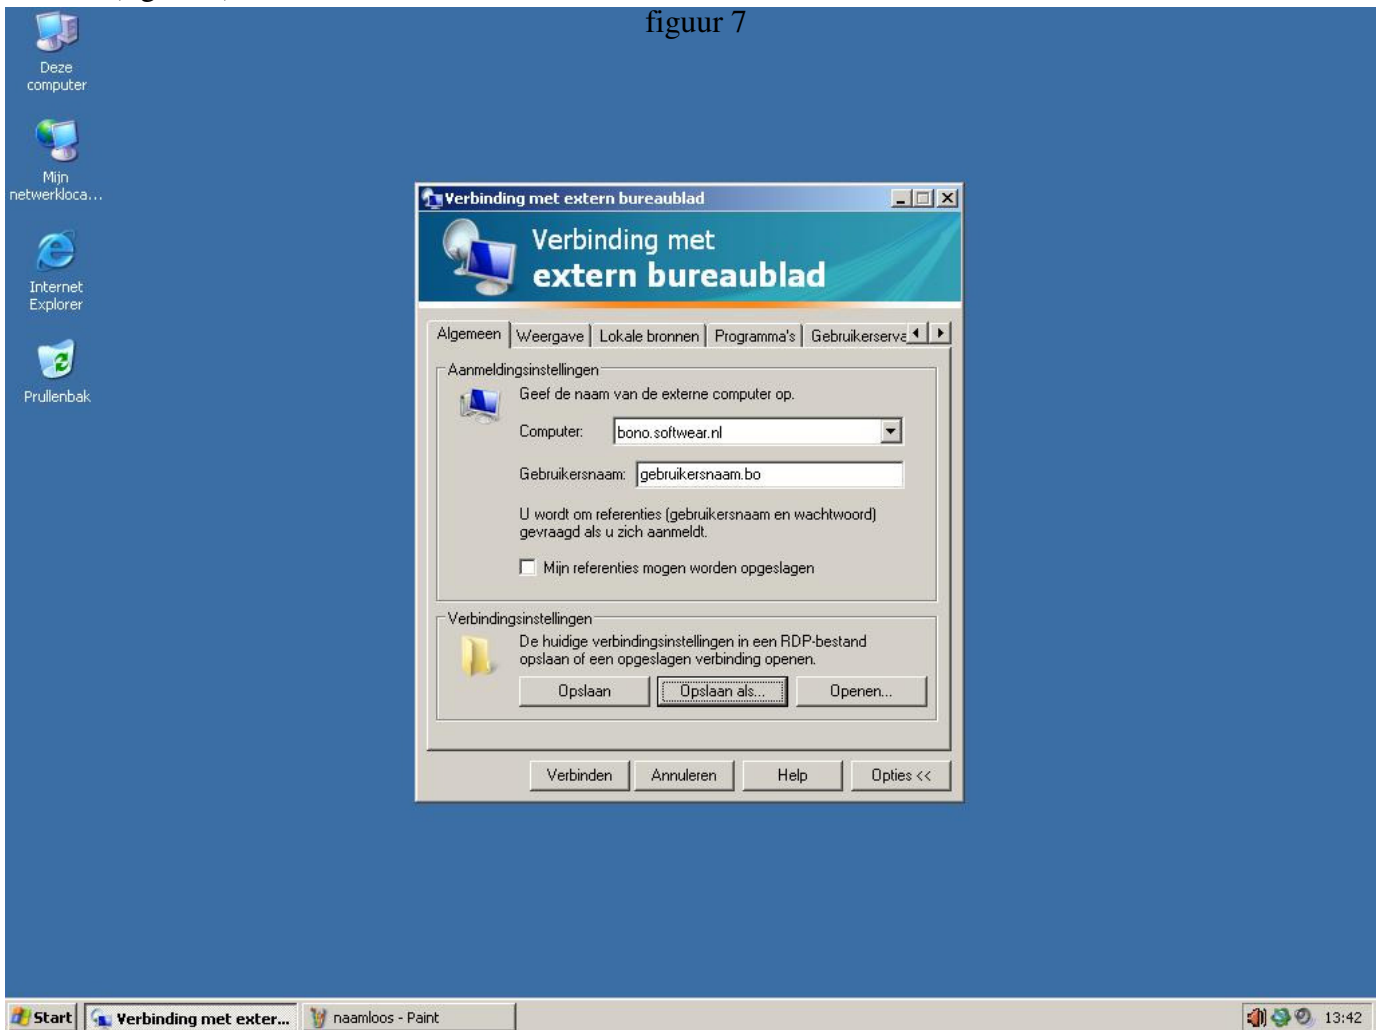 figuur 7
Deze
computer
Mijn
netwerkloca...
Internet
Explorer
Prullenbak
Verbinding met extern bureaublad
Verbinding met
extern bureaublad
Algemeen Weergave Lokale bronnen Programma's Gebruikerserva
Aanmeldingsinstellingen
Geef de naam van de externe computer op.
Computer: bono.softwear.nl
Gebruikersnaam: gebruikersnaam.bo
U wordt om referenties (gebruikersnaam en wachtwoord)
gevraagd als u zich aanmeldt.
Mijn referenties mogen worden opgeslagen
Verbindingsinstellingen
De huidige verbindingsinstellingen in een RDP-bestand
opslaan of een opgeslagen verbinding openen.
Opslaan Opslaan als... Openen...
Verbinden Annuleren Help Opties <<
Start Verbinding met exter... naamloos - Paint 13:42